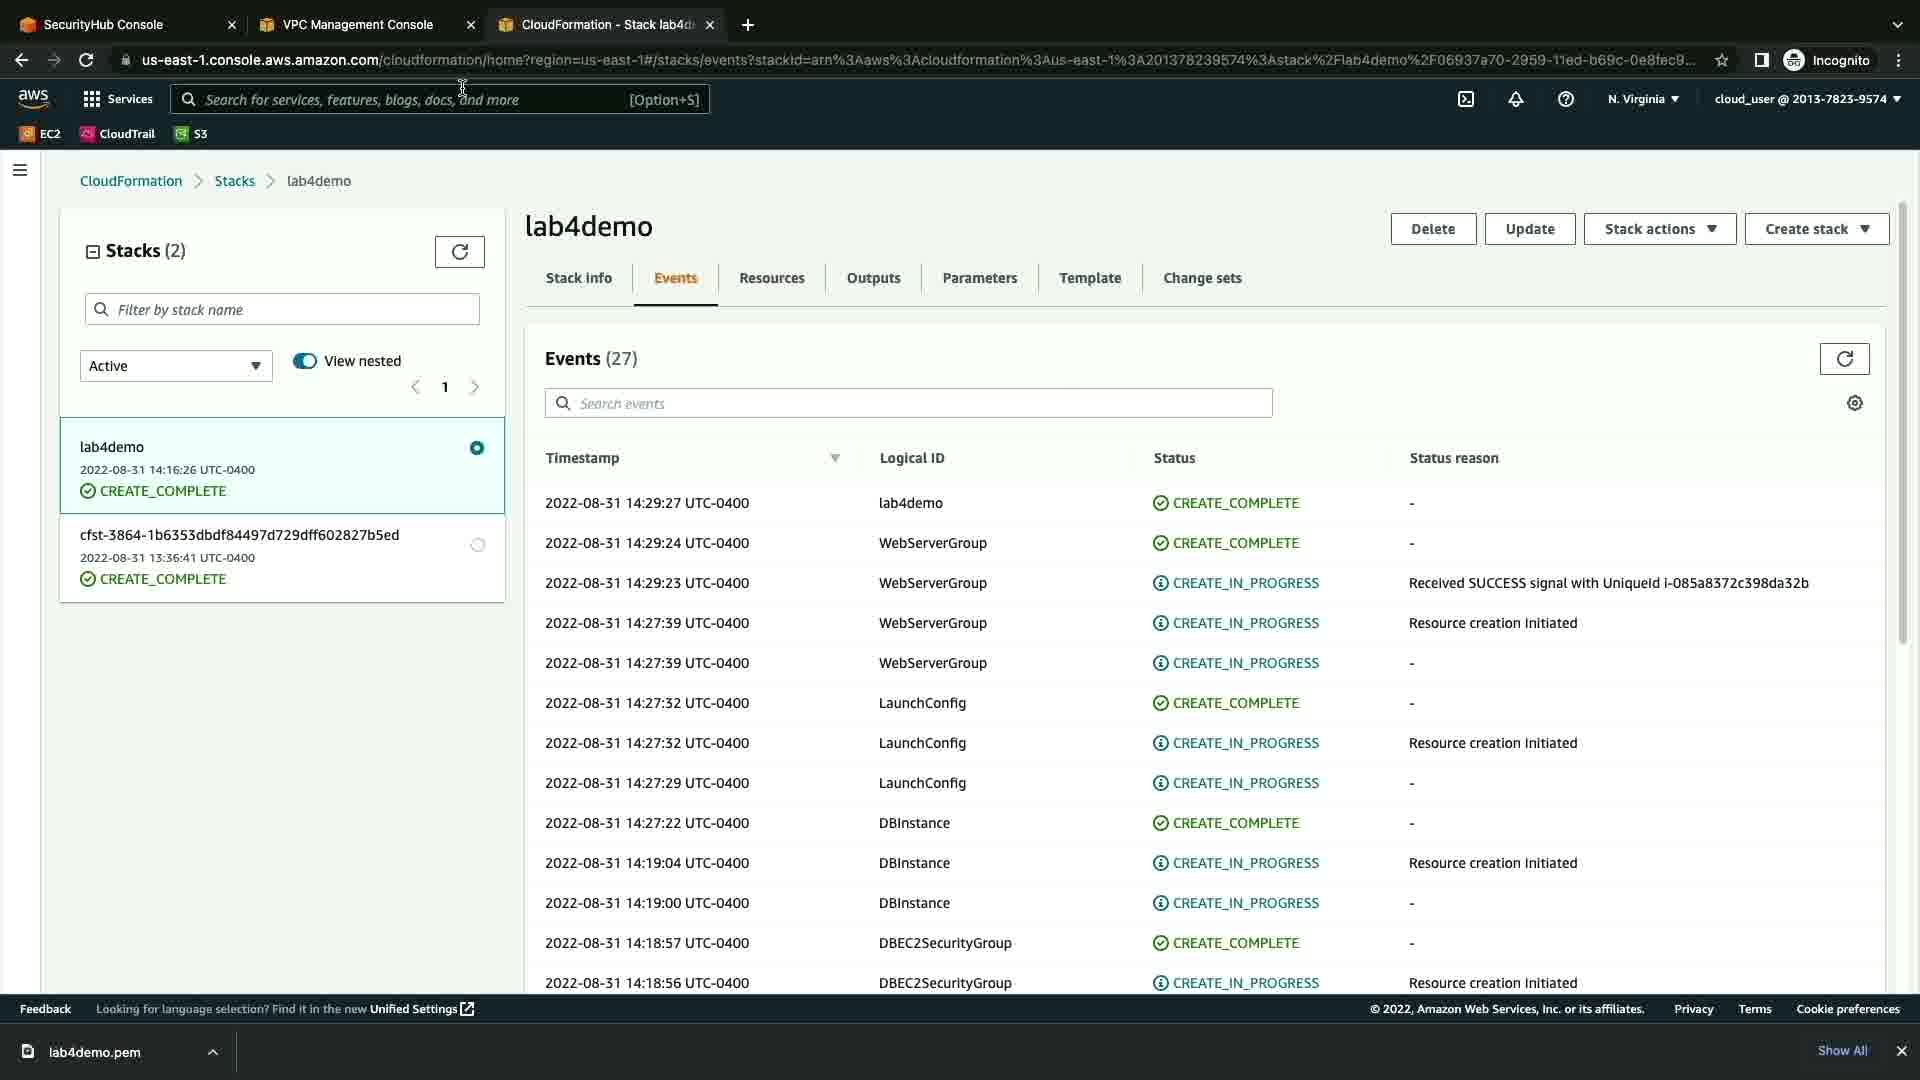 SecurityHub Console
VPC Management Console
CloudFormation - Stack lab4d
us-east-1.console.aws.amazon.com/cloudformation/home?region=us-east-1#/stacks/events?stackId=arn%3Aaws%3Acloudformation%3Aus-east-1%3A201378239574%3Astack%2Flab4demo%2F06937a70-2959-11ed-b69c-0e8fec9...
Incognito
aws
Services
Search for services, features, blogs, docs, and more
[Option+S]
N. Virginia
cloud_user @ 2013-7823-9574
EC2
CloudTrail
S3
CloudFormation
Stacks
lab4demo
Stacks (2)
Filter by stack name
Active
View nested
1
lab4demo
2022-08-31 14:16:26 UTC-0400
CREATE_COMPLETE
cfst-3864-1b6353dbdf84497d729dff602827b5ed
2022-08-31 13:36:41 UTC-0400
CREATE_COMPLETE
lab4demo
Delete
Update
Stack actions
Create stack
Stack info
Events
Resources
Outputs
Parameters
Template
Change sets
Events (27)
Search events
Timestamp Logical ID Status Status reason
2022-08-31 14:29:27 UTC-0400 lab4demo CREATE_COMPLETE -
2022-08-31 14:29:24 UTC-0400 WebServerGroup CREATE_COMPLETE -
2022-08-31 14:29:23 UTC-0400 WebServerGroup CREATE_IN_PROGRESS Received SUCCESS signal with UniqueId i-085a8372c398da32b
2022-08-31 14:27:39 UTC-0400 WebServerGroup CREATE_IN_PROGRESS Resource creation Initiated
2022-08-31 14:27:39 UTC-0400 WebServerGroup CREATE_IN_PROGRESS -
2022-08-31 14:27:32 UTC-0400 LaunchConfig CREATE_COMPLETE -
2022-08-31 14:27:32 UTC-0400 LaunchConfig CREATE_IN_PROGRESS Resource creation Initiated
2022-08-31 14:27:29 UTC-0400 LaunchConfig CREATE_IN_PROGRESS -
2022-08-31 14:27:22 UTC-0400 DBInstance CREATE_COMPLETE -
2022-08-31 14:19:04 UTC-0400 DBInstance CREATE_IN_PROGRESS Resource creation Initiated
2022-08-31 14:19:00 UTC-0400 DBInstance CREATE_IN_PROGRESS -
2022-08-31 14:18:57 UTC-0400 DBEC2SecurityGroup CREATE_COMPLETE -
2022-08-31 14:18:56 UTC-0400 DBEC2SecurityGroup CREATE_IN_PROGRESS Resource creation Initiated
Feedback
Looking for language selection? Find it in the new Unified Settings
© 2022, Amazon Web Services, Inc. or its affiliates.
Privacy
Terms
Cookie preferences
lab4demo.pem
Show All